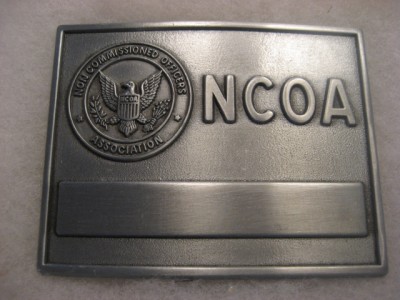 NON COMMISSIONED OFFICERS
NCOA
ASSOCIATION
NCOA